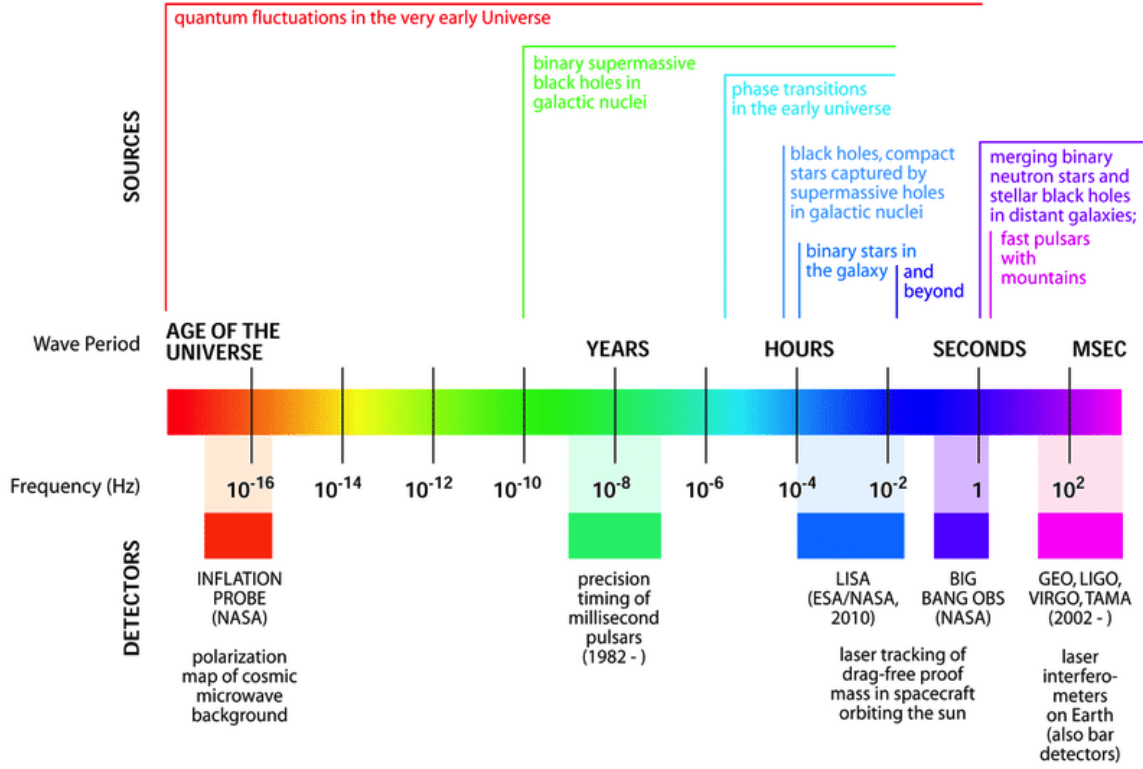 quantum fluctuations in the very early Universe
binary supermassive
black holes in
galactic nuclei
phase transitions
in the early universe
SOURCES
black holes, compact
stars captured by
supermassive holes
in galactic nuclei
merging binary
neutron stars and
stellar black holes
in distant galaxies;
fast pulsars
with
mountains
binary stars in
the galaxy
and
beyond
Wave Period
AGE OF THE
UNIVERSE
YEARS
HOURS
SECONDS
MSEC
Frequency (Hz)
10⁻¹⁶
10⁻¹⁴
10⁻¹²
10⁻¹⁰
10⁻⁸
10⁻⁶
10⁻⁴
10⁻²
1
10²
DETECTORS
INFLATION
PROBE
(NASA)
polarization
map of cosmic
microwave
background
precision
timing of
millisecond
pulsars
(1982 - )
LISA
(ESA/NASA,
2010)
BIG
BANG OBS
(NASA)
laser tracking of
drag-free proof
mass in spacecraft
orbiting the sun
GEO, LIGO,
VIRGO, TAMA
(2002 - )
laser
interfero-
meters
on Earth
(also bar
detectors)